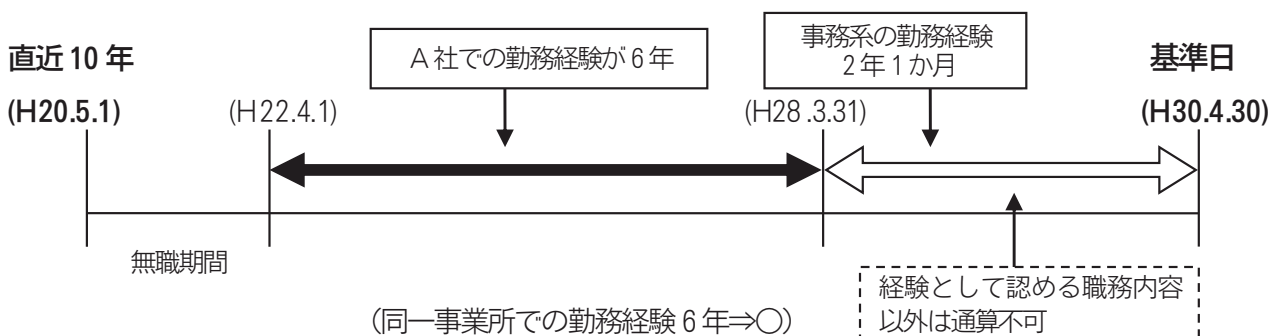 直近10年
(H20.5.1)
(H22.4.1)
A社での勤務経験が6年
(H28.3.31)
事務系の勤務経験
2年1か月
基準日
(H30.4.30)
無職期間
(同一事業所での勤務経験6年⇒○)
経験として認める職務内容
以外は通算不可